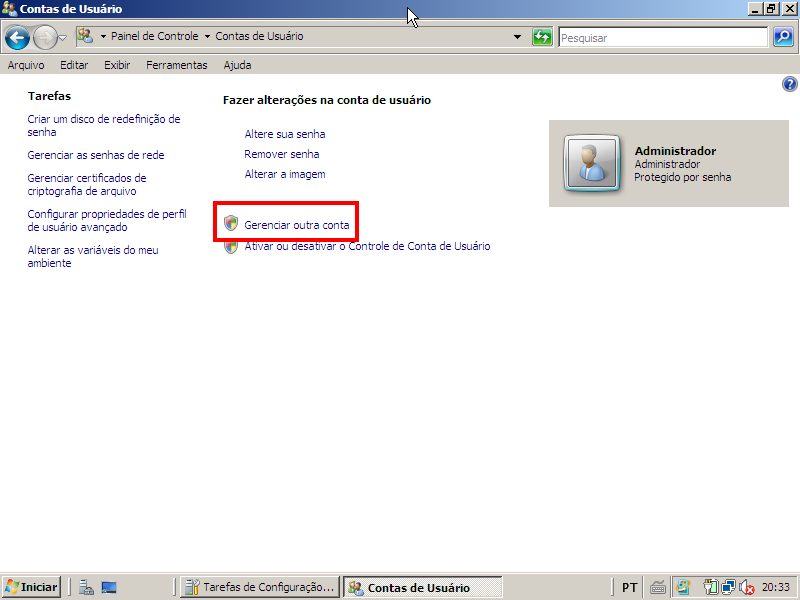 Contas de Usuário
Painel de Controle Contas de Usuário
Pesquisar
Arquivo Editar Exibir Ferramentas Ajuda
Tarefas
Criar um disco de redefinição de
senha
Gerenciar as senhas de rede
Gerenciar certificados de
criptografia de arquivo
Configurar propriedades de perfil
de usuário avançado
Alterar as variáveis do meu
ambiente
Fazer alterações na conta de usuário
Altere sua senha
Remover senha
Alterar a imagem
Gerenciar outra conta
Ativar ou desativar o Controle de Conta de Usuário
Administrador
Administrador
Protegido por senha
Iniciar
Tarefas de Configuração...
Contas de Usuário
PT
20:33